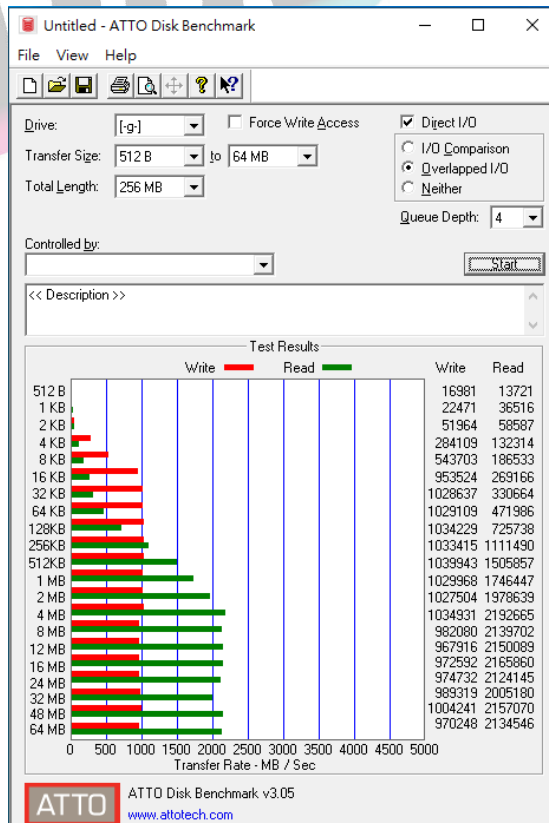 Untitled - ATTO Disk Benchmark
File View Help
Drive: [-g-] Force Write Access Direct I/O
Transfer Size: 512 B to 64 MB
Total Length: 256 MB
I/O Comparison
Overlapped I/O
Neither
Queue Depth: 4
Controlled by:
Start
<< Description >>
Test Results
Write Read Write Read
512 B 16981 13721
1 KB 22471 36516
2 KB 51964 58587
4 KB 284109 132314
8 KB 543703 186533
16 KB 953524 269166
32 KB 1028637 330664
64 KB 1029109 471986
128KB 1034229 725738
256KB 1033415 1111490
512KB 1039943 1505857
1 MB 1029968 1746447
2 MB 1027504 1978639
4 MB 1034931 2192665
8 MB 982080 2139702
12 MB 967916 2150089
16 MB 972592 2165860
24 MB 974732 2124145
32 MB 989319 2005180
48 MB 1004241 2157070
64 MB 970248 2134546
0 500 1000 1500 2000 2500 3000 3500 4000 4500 5000
Transfer Rate - MB / Sec
ATTO
ATTO Disk Benchmark v3.05
www.attotech.com